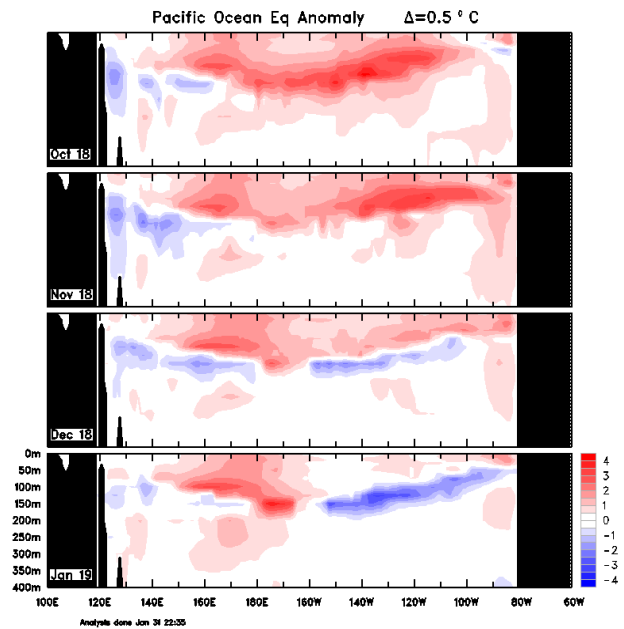 Pacific Ocean Eq Anomaly Δ=0.5 ° C
Oct 18
Nov 18
Dec 18
0m
50m
100m
150m
200m
250m
300m
350m
400m
Jan 19
4
3
2
1
0
-1
-2
-3
-4
100E 120E 140E 160E 180 160W 140W 120W 100W 80W 60W
Analysis done Jan 31 22:35